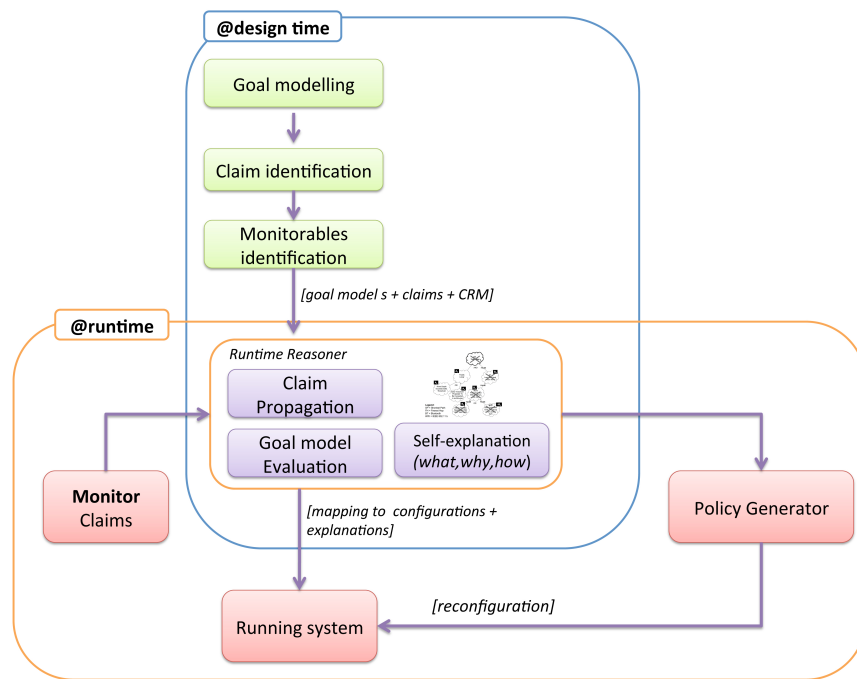 @design time
Goal modelling
Claim identification
Monitorables
identification
[goal model s + claims + CRM]
@runtime
Runtime Reasoner
Claim
Propagation
Goal model
Evaluation
Self-explanation
(what,why,how)
Monitor
Claims
[mapping to configurations +
explanations]
Policy Generator
[reconfiguration]
Running system